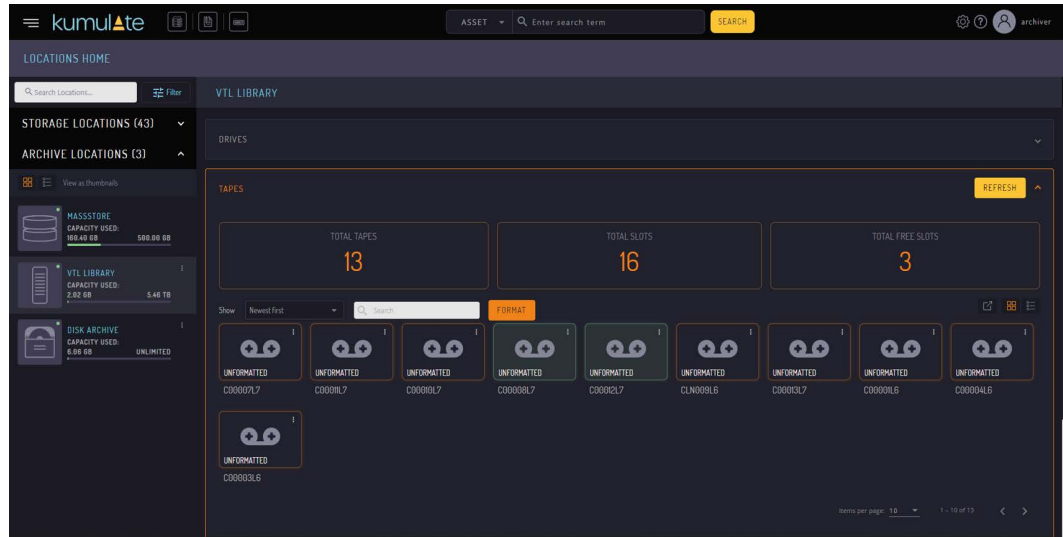 kumulate
ASSET
Enter search term
SEARCH
archiver
LOCATIONS HOME
Search Locations...
Filter
VTL LIBRARY
STORAGE LOCATIONS (43)
ARCHIVE LOCATIONS (3)
View as thumbnails
MASSSTORE
CAPACITY USED:
160.40 GB 500.00 GB
VTL LIBRARY
CAPACITY USED:
2.02 GB 5.46 TB
DISK ARCHIVE
CAPACITY USED:
6.06 GB UNLIMITED
DRIVES
TAPES
REFRESH
TOTAL TAPES
13
TOTAL SLOTS
16
TOTAL FREE SLOTS
3
Show Newest First Search FORMAT
UNFORMATTED UNFORMATTED UNFORMATTED UNFORMATTED UNFORMATTED UNFORMATTED UNFORMATTED UNFORMATTED UNFORMATTED
C00007L7 C00011L7 C00010L7 C00008L7 C00012L7 CLN009L6 C00013L7 C00001L6 C00004L6
UNFORMATTED
C00003L6
Items per page: 10 1 – 10 of 13